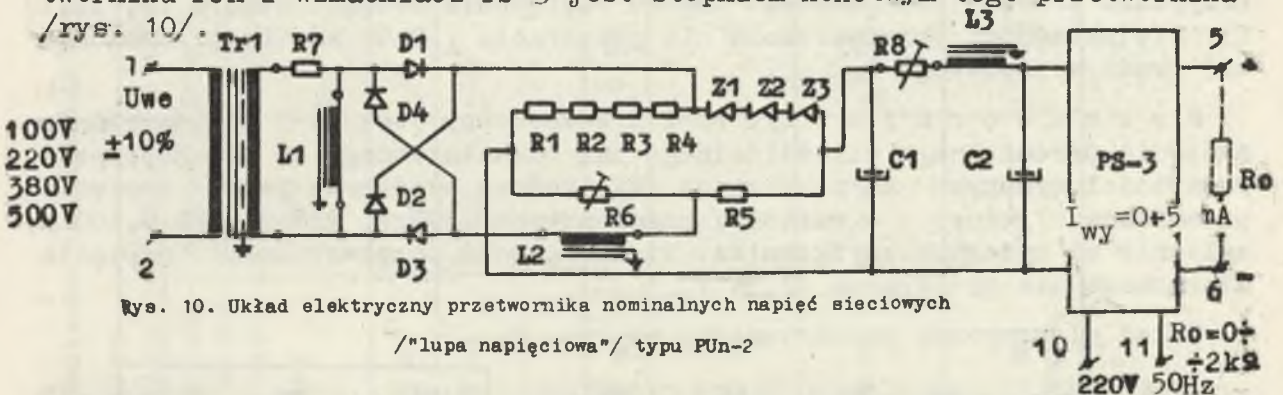 /rys. 10/.
Tr1 R7 D1 R8 L3 5 +
1 Uwe D4 Z1 Z2 Z3
100V ±10% L1 R1 R2 R3 R4 C1 C2 PS-3 Ro
220V
380V D2 R6 R5 I wy =0+5 mA
500V
2 D3 L2 6 -
10 11 Ro=0÷
÷2kΩ
220V 50Hz
Rys. 10. Układ elektryczny przetwornika nominalnych napięć sieciowych
/"lupa napięciowa"/ typu PUn-2